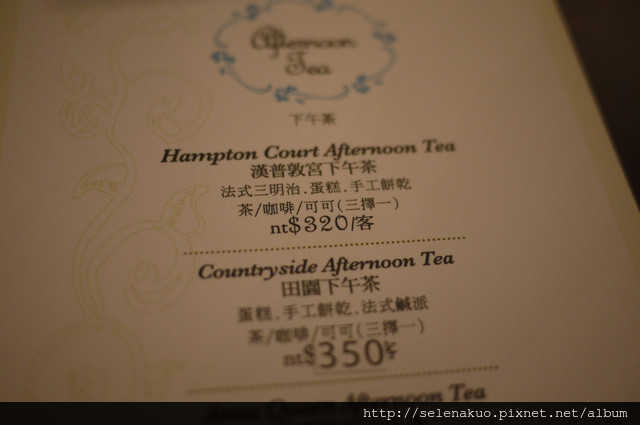 Afternoon
Tea
下午茶
Hampton Court Afternoon Tea
漢普敦宮下午茶
法式三明治.蛋糕.手工餅乾
茶/咖啡/可可(三擇一)
nt$320/客
Countryside Afternoon Tea
田園下午茶
蛋糕.手工餅乾.法式鹹派
茶/咖啡/可可(三擇一)
nt$350
Afternoon Tea
http://selenakuo.pixnet.net/album